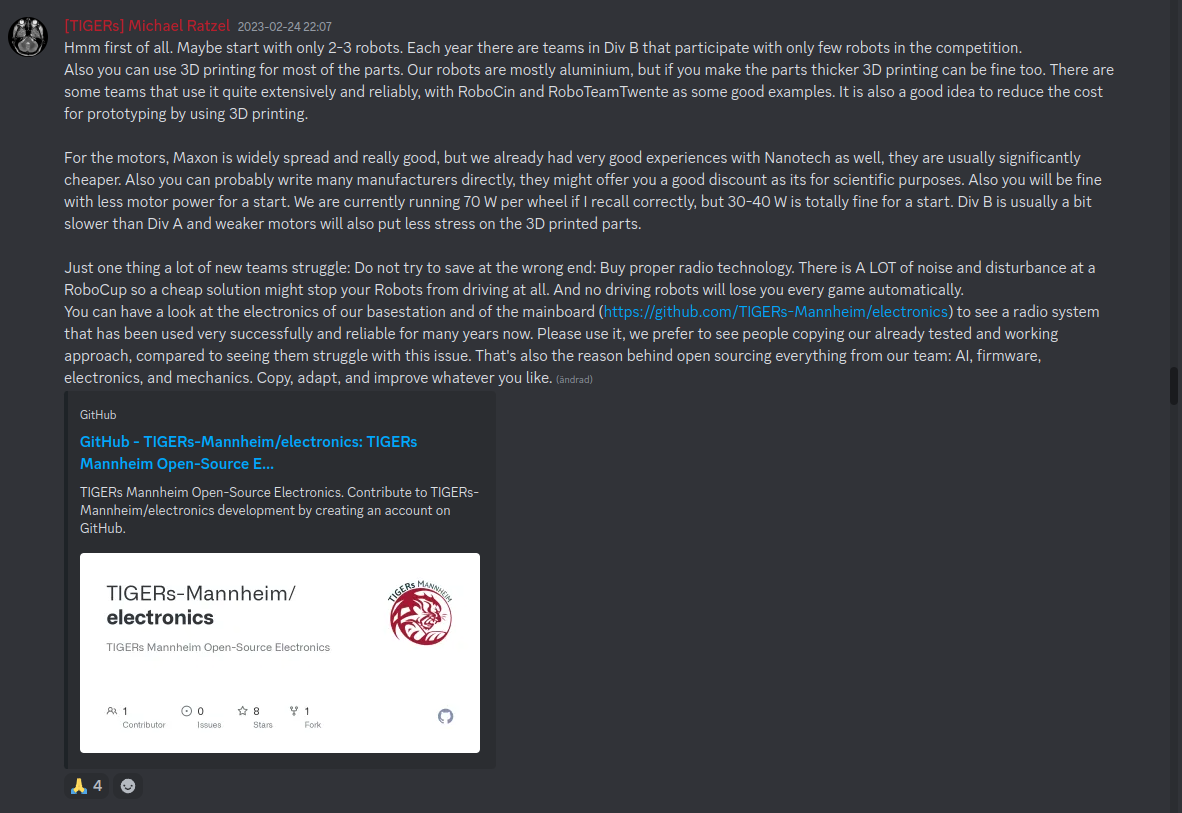 [TIGERs] Michael Ratzel 2023-02-24 22:07
Hmm first of all. Maybe start with only 2-3 robots. Each year there are teams in Div B that participate with only few robots in the competition.
Also you can use 3D printing for most of the parts. Our robots are mostly aluminium, but if you make the parts thicker 3D printing can be fine too. There are
some teams that use it quite extensively and reliably, with RoboCin and RoboTeamTwente as some good examples. It is also a good idea to reduce the cost
for prototyping by using 3D printing.
For the motors, Maxon is widely spread and really good, but we already had very good experiences with Nanotech as well, they are usually significantly
cheaper. Also you can probably write many manufacturers directly, they might offer you a good discount as its for scientific purposes. Also you will be fine
with less motor power for a start. We are currently running 70 W per wheel if I recall correctly, but 30-40 W is totally fine for a start. Div B is usually a bit
slower than Div A and weaker motors will also put less stress on the 3D printed parts.
Just one thing a lot of new teams struggle: Do not try to save at the wrong end: Buy proper radio technology. There is A LOT of noise and disturbance at a
RoboCup so a cheap solution might stop your Robots from driving at all. And no driving robots will lose you every game automatically.
You can have a look at the electronics of our basestation and of the mainboard (https://github.com/TIGERs-Mannheim/electronics) to see a radio system
that has been used very successfully and reliable for many years now. Please use it, we prefer to see people copying our already tested and working
approach, compared to seeing them struggle with this issue. That's also the reason behind open sourcing everything from our team: AI, firmware,
electronics, and mechanics. Copy, adapt, and improve whatever you like. (ändrad)
GitHub
GitHub - TIGERs-Mannheim/electronics: TIGERs
Mannheim Open-Source E...
TIGERs Mannheim Open-Source Electronics. Contribute to TIGERs-
Mannheim/electronics development by creating an account on
GitHub.
TIGERs-Mannheim/
electronics
TIGERs Mannheim Open-Source Electronics
TIGERs MANNHEIM
1 0 8 1
Contributor Issues Stars Fork
4